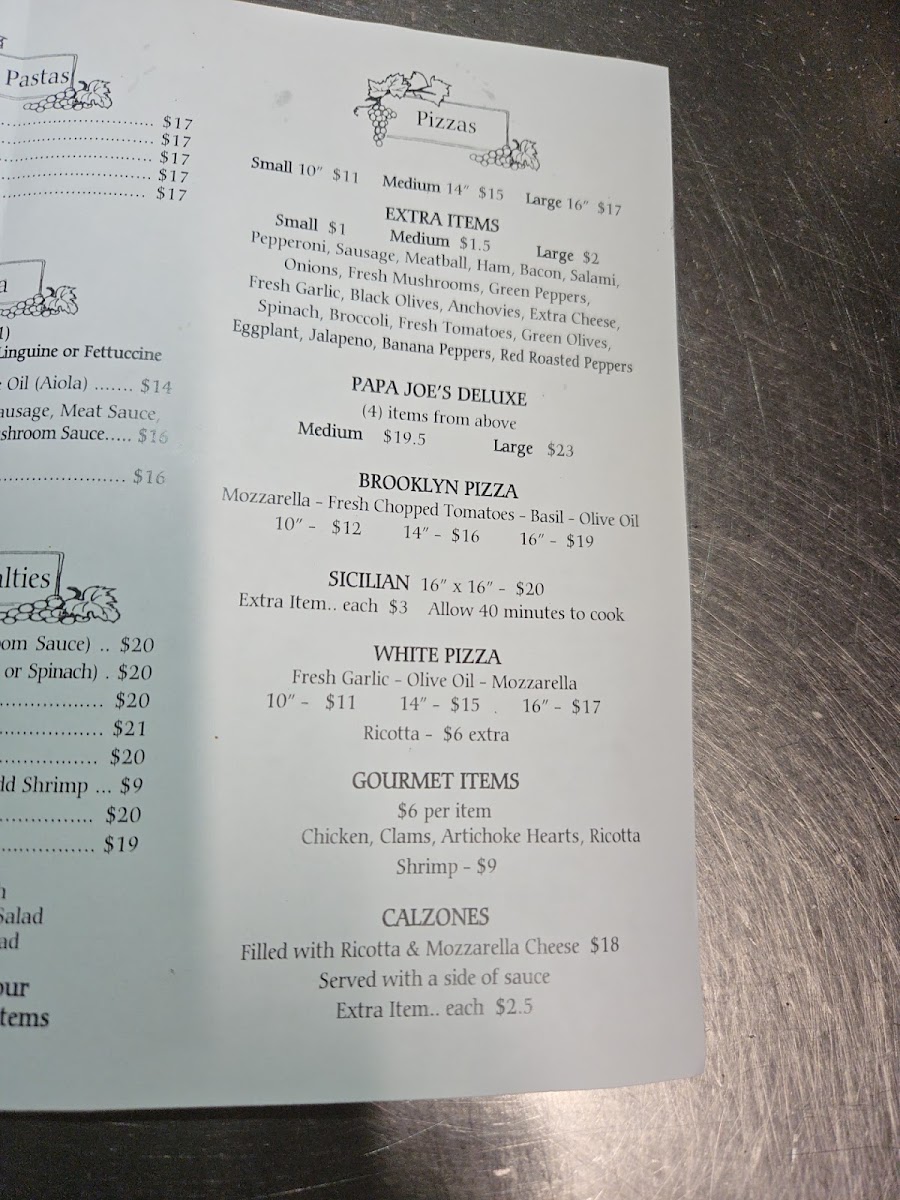 Pastas
$17
$17
$17
$17
$17
1)
Linguine or Fettuccine
Oil (Aiola) ....... $14
ausage, Meat Sauce,
shroom Sauce..... $16
$16
alties
om Sauce) .. $20
or Spinach) . $20
$20
$21
$20
dd Shrimp ... $9
$20
$19
Salad
ad
our
tems
Pizzas
Small 10" $11 Medium 14" $15 Large 16" $17
EXTRA ITEMS
Small $1 Medium $1.5 Large $2
Pepperoni, Sausage, Meatball, Ham, Bacon, Salami,
Onions, Fresh Mushrooms, Green Peppers,
Fresh Garlic, Black Olives, Anchovies, Extra Cheese,
Spinach, Broccoli, Fresh Tomatoes, Green Olives,
Eggplant, Jalapeno, Banana Peppers, Red Roasted Peppers
PAPA JOE'S DELUXE
(4) items from above
Medium $19.5 Large $23
BROOKLYN PIZZA
Mozzarella - Fresh Chopped Tomatoes - Basil - Olive Oil
10" - $12 14" - $16 16" - $19
SICILIAN 16" x 16" - $20
Extra Item.. each $3 Allow 40 minutes to cook
WHITE PIZZA
Fresh Garlic - Olive Oil - Mozzarella
10" - $11 14" - $15 . 16" - $17
Ricotta - $6 extra
GOURMET ITEMS
$6 per item
Chicken, Clams, Artichoke Hearts, Ricotta
Shrimp - $9
CALZONES
Filled with Ricotta & Mozzarella Cheese $18
Served with a side of sauce
Extra Item.. each $2.5